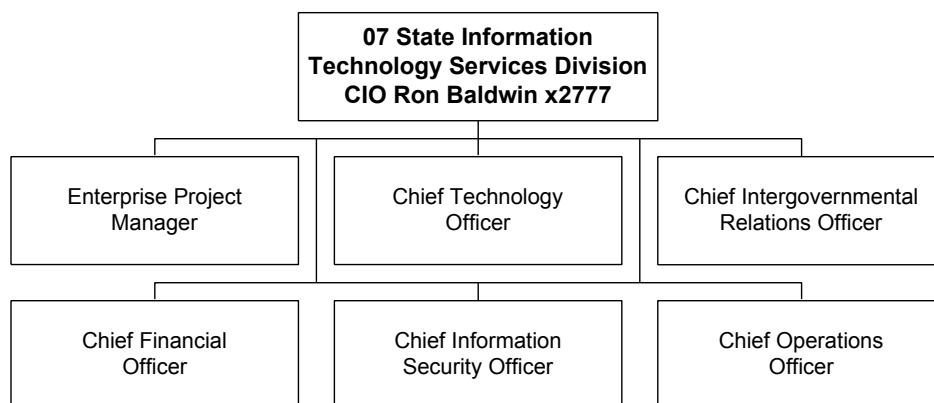 07 State Information
Technology Services Division
CIO Ron Baldwin x2777
Enterprise Project
Manager
Chief Technology
Officer
Chief Intergovernmental
Relations Officer
Chief Financial
Officer
Chief Information
Security Officer
Chief Operations
Officer